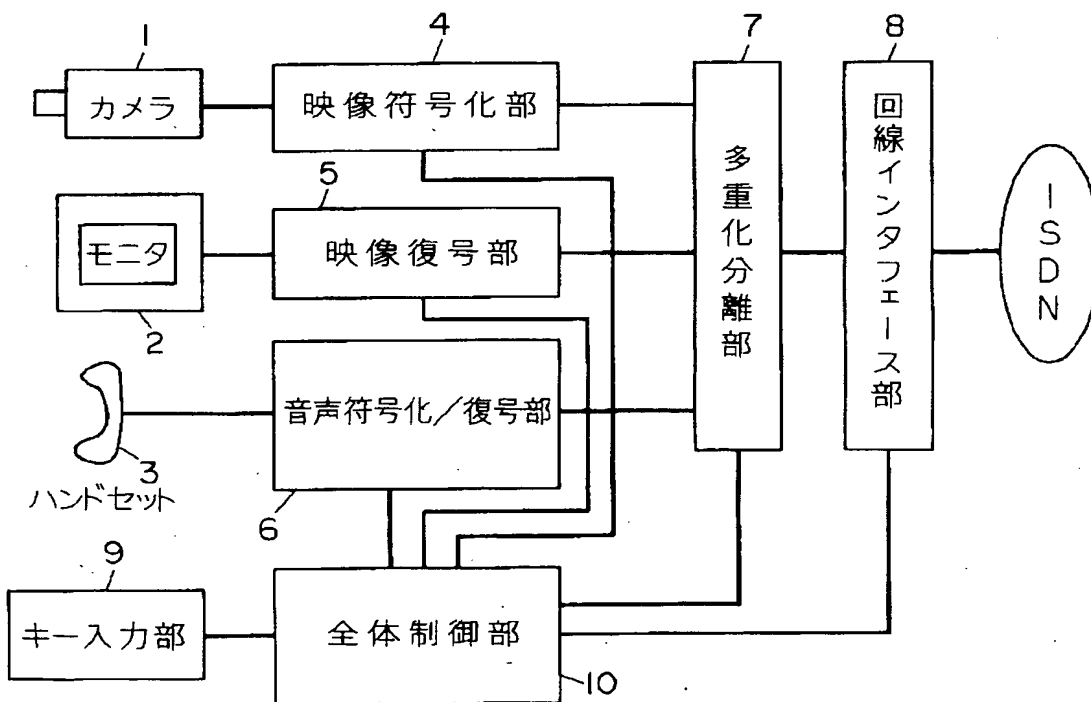 1
カメラ
4
映像符号化部
7
多重化分離部
8
回線インタフェース部
ISDN
5
映像復号部
モニタ
2
音声符号化/復号部
3
ハンドセット
6
9
キー入力部
全体制御部
10